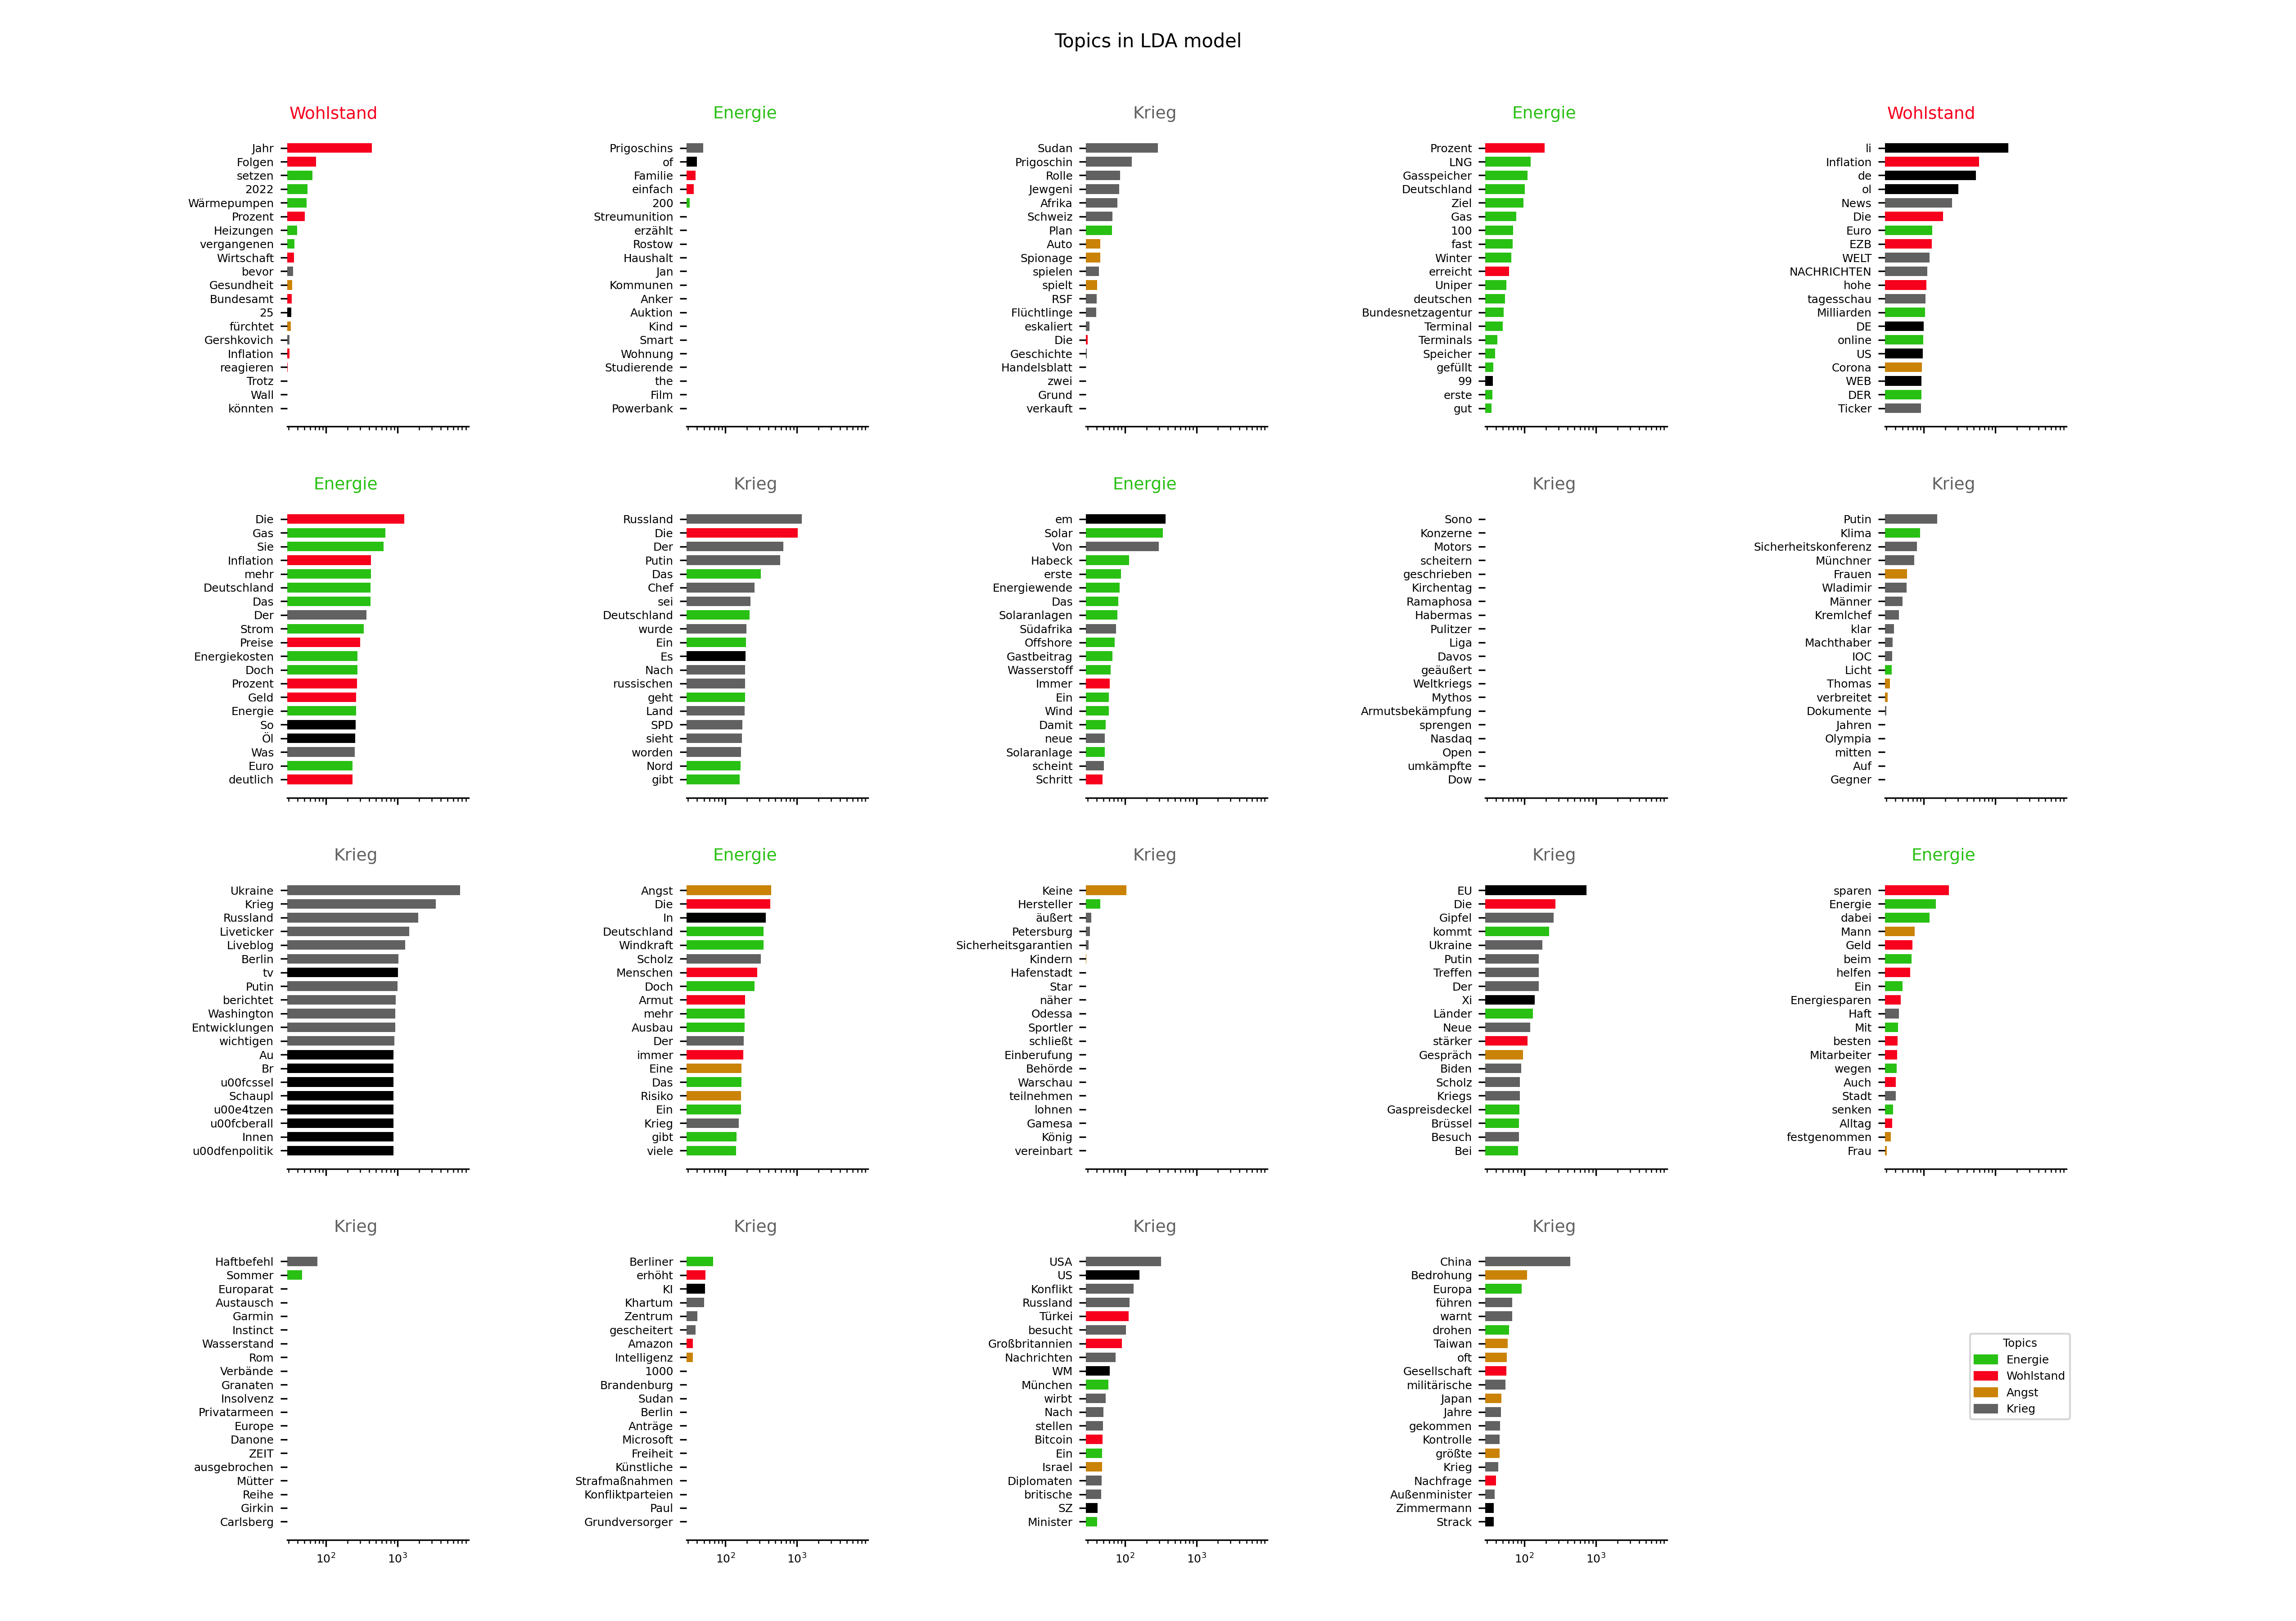 Topics in LDA model
Wohlstand
Jahr
Folgen
setzen
2022
Wärmepumpen
Prozent
Heizungen
vergangenen
Wirtschaft
bevor
Gesundheit
Bundesamt
25
fürchtet
Gershkovich
Inflation
reagieren
Trotz
Wall
könnten
Energie
Prigoschins
of
Familie
einfach
200
Streumunition
erzählt
Rostow
Haushalt
Jan
Kommunen
Anker
Auktion
Kind
Smart
Wohnung
Studierende
the
Film
Powerbank
Krieg
Sudan
Prigoschin
Rolle
Jewgeni
Afrika
Schweiz
Plan
Auto
Spionage
spielen
spielt
RSF
Flüchtlinge
eskaliert
Die
Geschichte
Handelsblatt
zwei
Grund
verkauft
Energie
Prozent
LNG
Gasspeicher
Deutschland
Ziel
Gas
100
fast
Winter
erreicht
Uniper
deutschen
Bundesnetzagentur
Terminal
Terminals
Speicher
gefüllt
99
erste
gut
Wohlstand
li
Inflation
de
ol
News
Die
Euro
EZB
WELT
NACHRICHTEN
hohe
tagesschau
Milliarden
DE
online
US
Corona
WEB
DER
Ticker
Energie
Die
Gas
Sie
Inflation
mehr
Deutschland
Das
Der
Strom
Preise
Energiekosten
Doch
Prozent
Geld
Energie
So
Öl
Was
Euro
deutlich
Krieg
Russland
Die
Der
Putin
Das
Chef
sei
Deutschland
wurde
Ein
Es
Nach
russischen
geht
Land
SPD
sieht
worden
Nord
gibt
Energie
em
Solar
Von
Habeck
erste
Energiewende
Das
Solaranlagen
Südafrika
Offshore
Gastbeitrag
Wasserstoff
Immer
Ein
Wind
Damit
neue
Solaranlage
scheint
Schritt
Krieg
Sono
Konzerne
Motors
scheitern
geschrieben
Kirchentag
Ramaphosa
Habermas
Pulitzer
Liga
Davos
geäußert
Weltkriegs
Mythos
Armutsbekämpfung
sprengen
Nasdaq
Open
umkämpfte
Dow
Krieg
Putin
Klima
Sicherheitskonferenz
Münchner
Frauen
Wladimir
Männer
Kremlchef
klar
Machthaber
IOC
Licht
Thomas
verbreitet
Dokumente
Jahren
Olympia
mitten
Auf
Gegner
Krieg
Ukraine
Krieg
Russland
Liveticker
Liveblog
Berlin
tv
Putin
berichtet
Washington
Entwicklungen
wichtigen
Au
Br
u00fcssel
Schaupl
u00e4tzen
u00fcberall
Innen
u00dfenpolitik
Energie
Angst
Die
In
Deutschland
Windkraft
Scholz
Menschen
Doch
Armut
mehr
Ausbau
Der
immer
Eine
Das
Risiko
Ein
Krieg
gibt
viele
Krieg
Keine
Hersteller
äußert
Petersburg
Sicherheitsgarantien
Kindern
Hafenstadt
Star
näher
Odessa
Sportler
schließt
Einberufung
Behörde
Warschau
teilnehmen
lohnen
Gamesa
König
vereinbart
Krieg
EU
Die
Gipfel
kommt
Ukraine
Putin
Treffen
Der
Xi
Länder
Neue
stärker
Gespräch
Biden
Scholz
Kriegs
Gaspreisdeckel
Brüssel
Besuch
Bei
Energie
sparen
Energie
dabei
Mann
Geld
beim
helfen
Ein
Energiesparen
Haft
Mit
besten
Mitarbeiter
wegen
Auch
Stadt
senken
Alltag
festgenommen
Frau
Krieg
Haftbefehl
Sommer
Europarat
Austausch
Garmin
Instinct
Wasserstand
Rom
Verbände
Granaten
Insolvenz
Privatarmeen
Europe
Danone
ZEIT
ausgebrochen
Mütter
Reihe
Girkin
Carlsberg
10² 10³
Krieg
Berliner
erhöht
KI
Khartum
Zentrum
gescheitert
Amazon
Intelligenz
1000
Brandenburg
Sudan
Berlin
Anträge
Microsoft
Freiheit
Künstliche
Strafmaßnahmen
Konfliktparteien
Paul
Grundversorger
10² 10³
Krieg
USA
US
Konflikt
Russland
Türkei
besucht
Großbritannien
Nachrichten
WM
München
wirbt
Nach
stellen
Bitcoin
Ein
Israel
Diplomaten
britische
SZ
Minister
10² 10³
Krieg
China
Bedrohung
Europa
führen
warnt
drohen
Taiwan
oft
Gesellschaft
militärische
Japan
Jahre
gekommen
Kontrolle
größte
Krieg
Nachfrage
Außenminister
Zimmermann
Strack
10² 10³
Topics
Energie
Wohlstand
Angst
Krieg